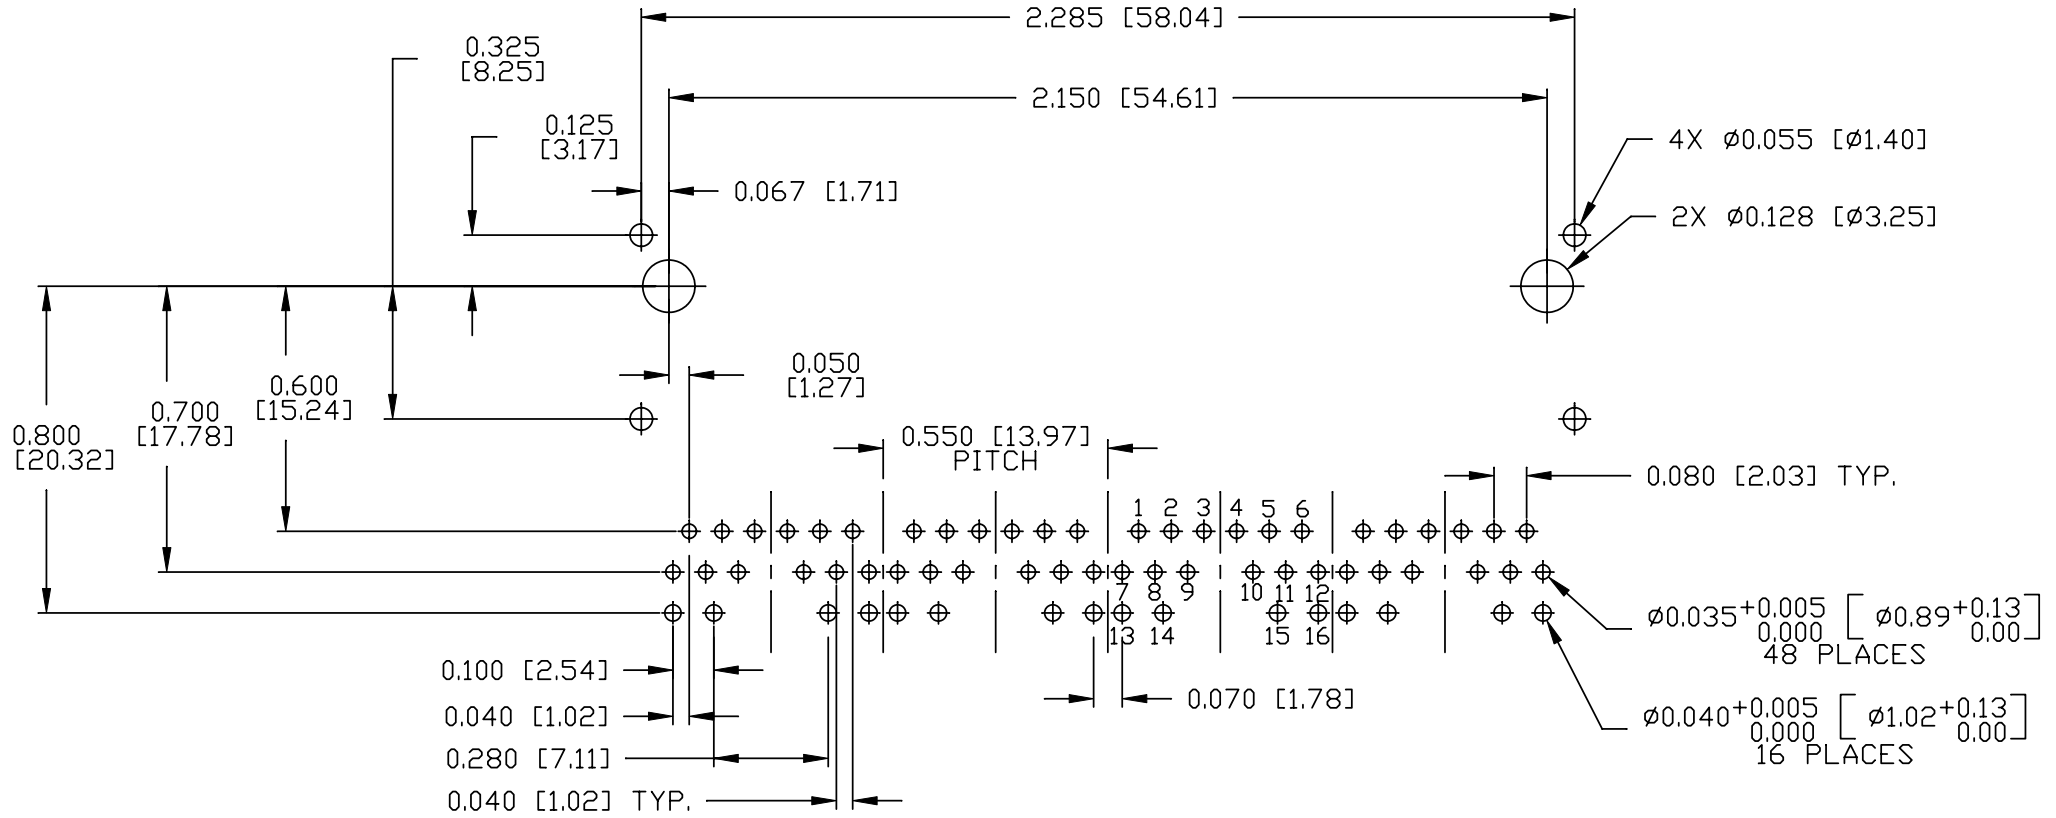 2.285 [58.04]
0.325
[8.25]
2.150 [54.61]
0.125
[3.17]
4X Ø0.055 [Ø1.40]
0.067 [1.71]
2X Ø0.128 [Ø3.25]
0.050
[1.27]
0.600
[15.24]
0.700
[17.78]
0.800
[20.32]
0.550 [13.97]
PITCH
0.080 [2.03] TYP.
1 2 3 4 5 6
7 8 9 10 11 12
13 14 15 16
Ø0.035+0.005 [Ø0.89+0.13]
0.000 0.00
48 PLACES
0.100 [2.54]
0.070 [1.78]
0.040 [1.02]
Ø0.040+0.005 [Ø1.02+0.13]
0.000 0.00
16 PLACES
0.280 [7.11]
0.040 [1.02] TYP.